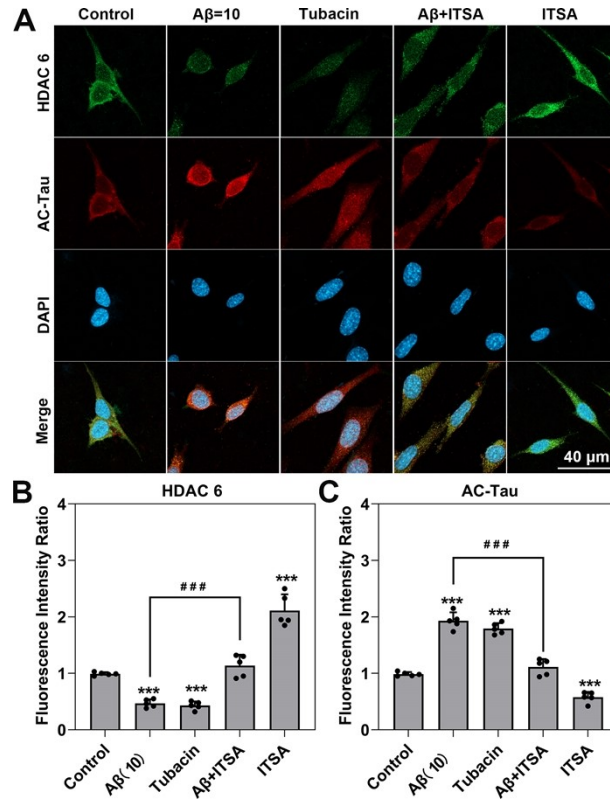 A
Control
Aβ=10
Tubacin
Aβ+ITSA
ITSA
HDAC 6
AC-Tau
DAPI
Merge
40 μm
B
HDAC 6
Fluorescence Intensity Ratio
4
3
2
1
0
***
***
###
***
Control
Aβ(10)
Tubacin
Aβ+ITSA
ITSA
C
AC-Tau
Fluorescence Intensity Ratio
4
3
2
1
0
***
***
###
***
Control
Aβ(10)
Tubacin
Aβ+ITSA
ITSA